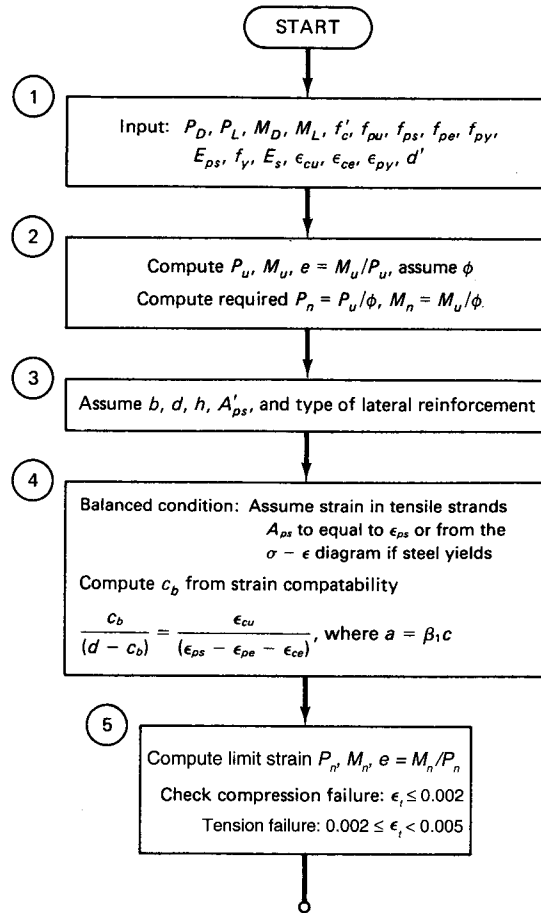 START
1
Input: P_D, P_L, M_D, M_L, f'_c, f_pu, f_ps, f_pe, f_py,
E_ps, f_y, E_s, ϵ_cu, ϵ_ce, ϵ_py, d'
2
Compute P_u, M_u, e = M_u/P_u, assume ϕ
Compute required P_n = P_u/ϕ, M_n = M_u/ϕ.
3
Assume b, d, h, A'_ps, and type of lateral reinforcement
4
Balanced condition: Assume strain in tensile strands
A_ps to equal to ϵ_ps or from the
σ – ϵ diagram if steel yields
Compute c_b from strain compatability
c_b/(d – c_b) = ϵ_cu/(ϵ_ps – ϵ_pe – ϵ_ce), where a = β_1c
5
Compute limit strain P_n, M_n, e = M_n/P_n
Check compression failure: ϵ_t ≤ 0.002
Tension failure: 0.002 ≤ ϵ_t < 0.005